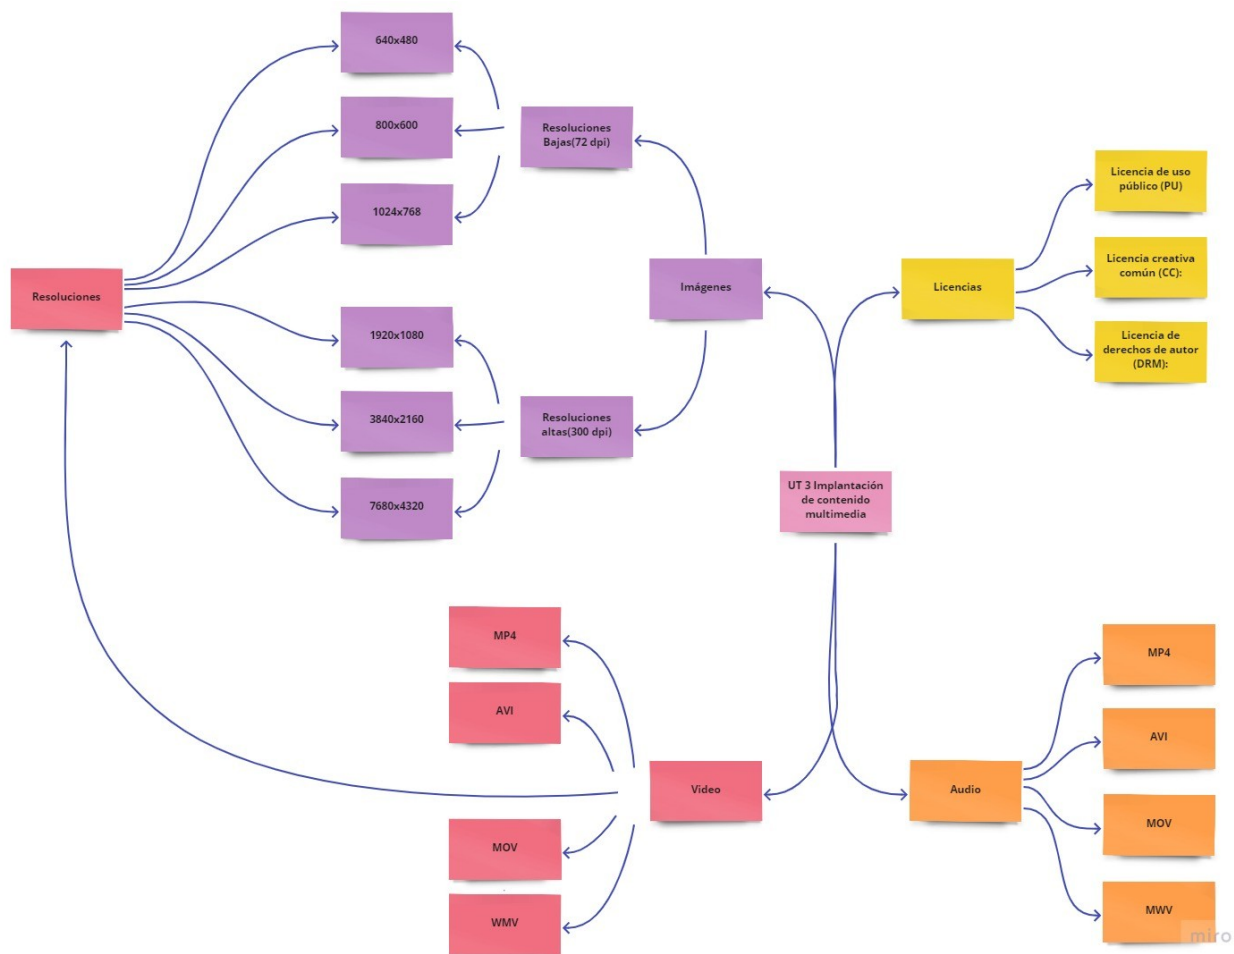 640x480
800x600
1024x768
Resoluciones
Bajas(72 dpi)
Resoluciones
1920x1080
3840x2160
7680x4320
Resoluciones
altas(300 dpi)
Imágenes
Licencias
Licencia de uso
público (PU)
Licencia creativa
común (CC):
Licencia de
derechos de autor
(DRM):
UT 3 Implantación
de contenido
multimedia
MP4
AVI
MOV
WMV
Video
Audio
MP4
AVI
MOV
MWV
miro